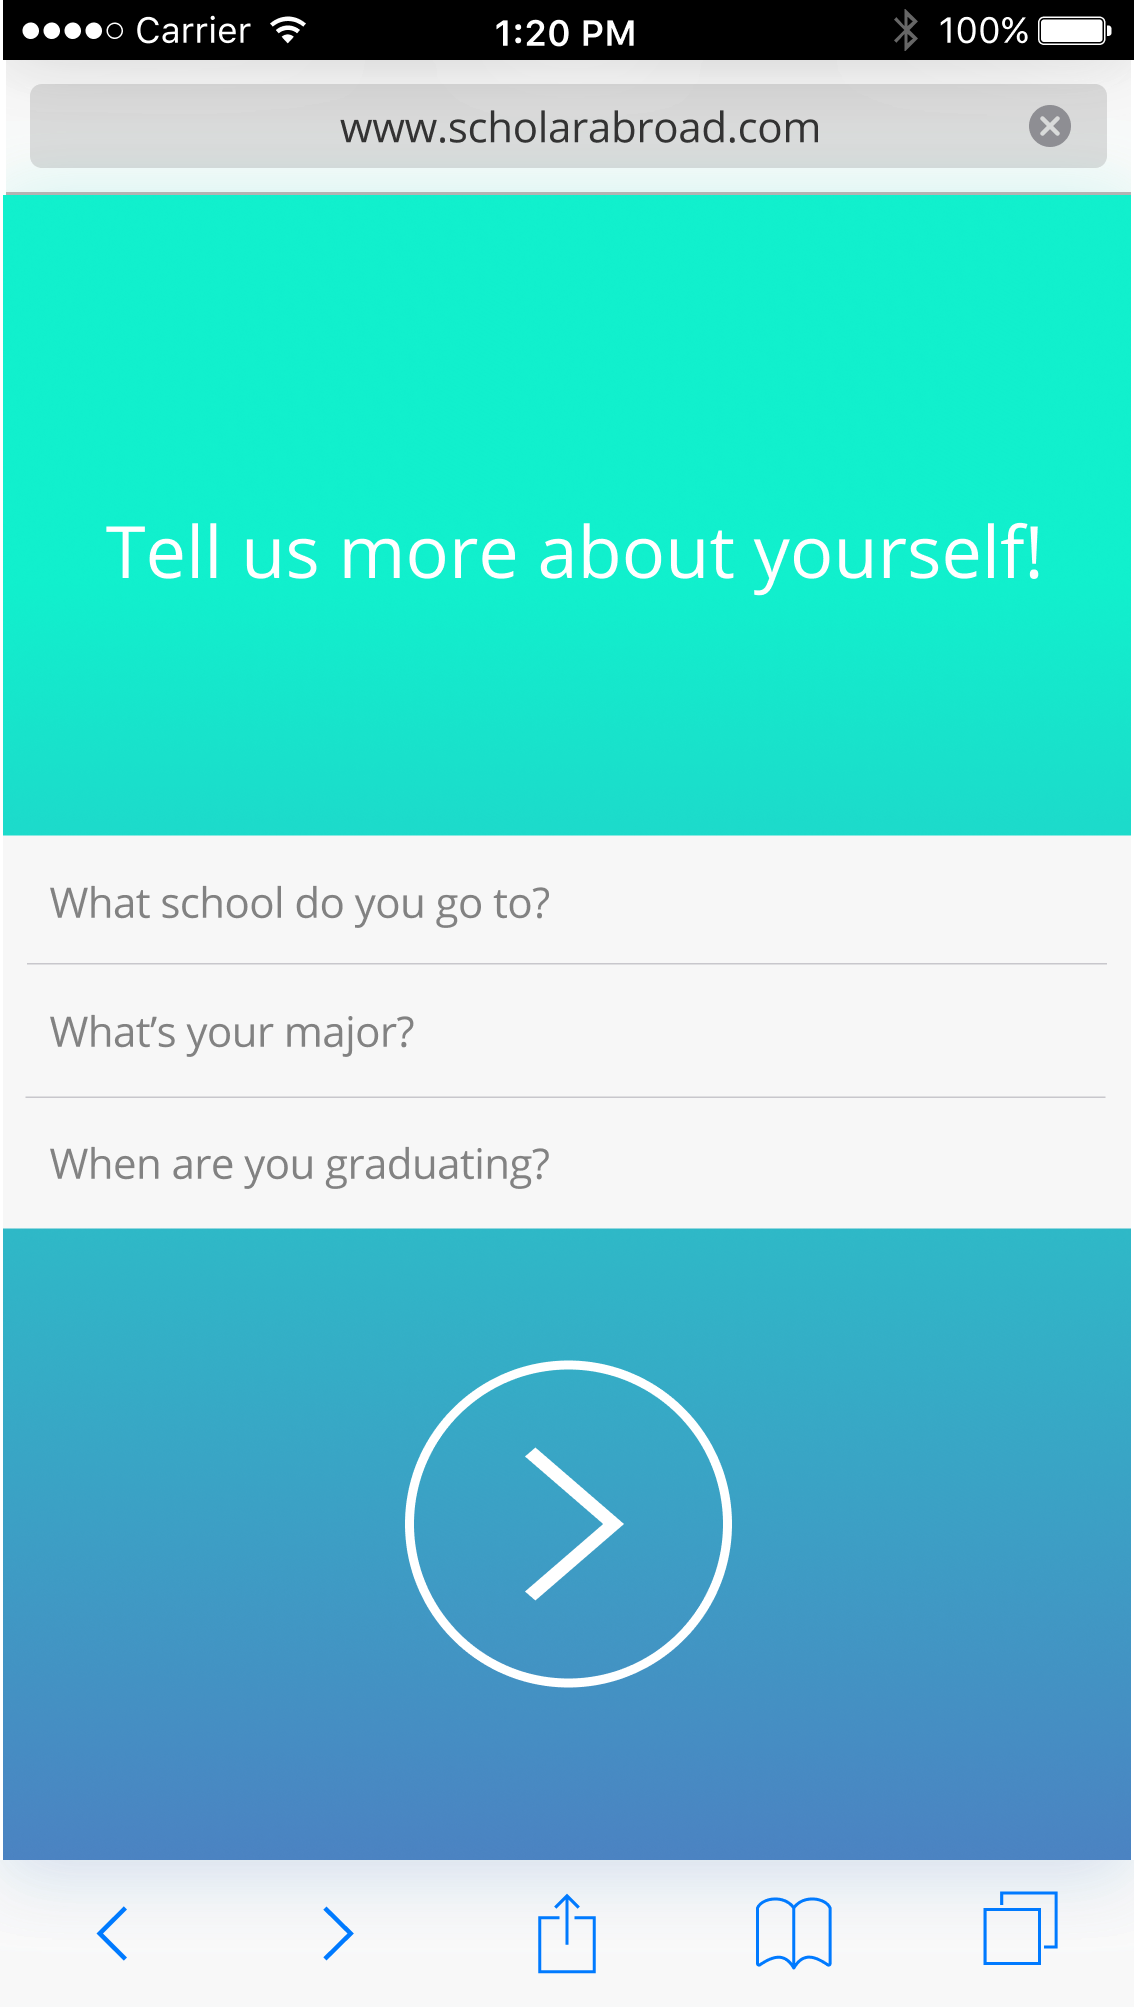 Carrier 1:20 PM 100%
www.scholarabroad.com
Tell us more about yourself!
What school do you go to?
What’s your major?
When are you graduating?